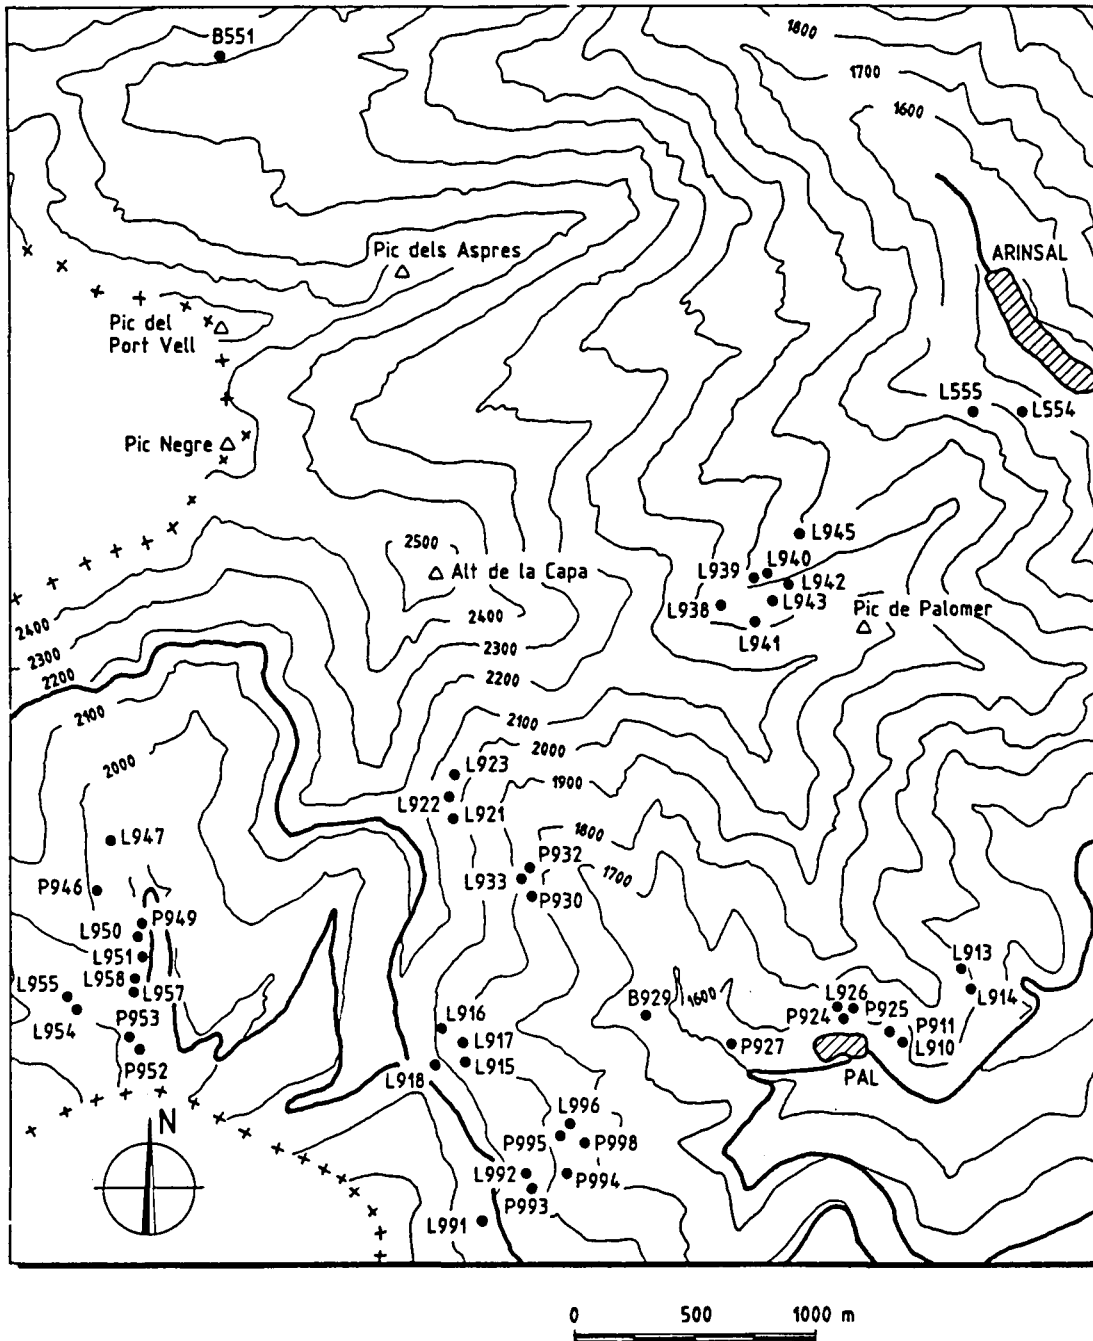 1800
B551
1700
1600
Pic dels Aspres
ARINSAL
Pic del
Port Vell
L555
L554
Pic Negre
L945
2500
Alt de la Capa
L939
L940
L942
L938
L943
Pic de Palomer
L941
2400
2400
2300
2300
2200
2200
2100
2100
2000
2000
1900
L923
L922
L921
1800
1700
L947
P932
L933
P930
P946
P949
L950
L951
L958
L957
L955
L954
P953
P952
L913
L914
B929
1600
L926
P925
P924
P911
L910
P927
PAL
L916
L917
L915
L918
L996
P995
P998
L992
P994
P993
L991
N
0 500 1000 m